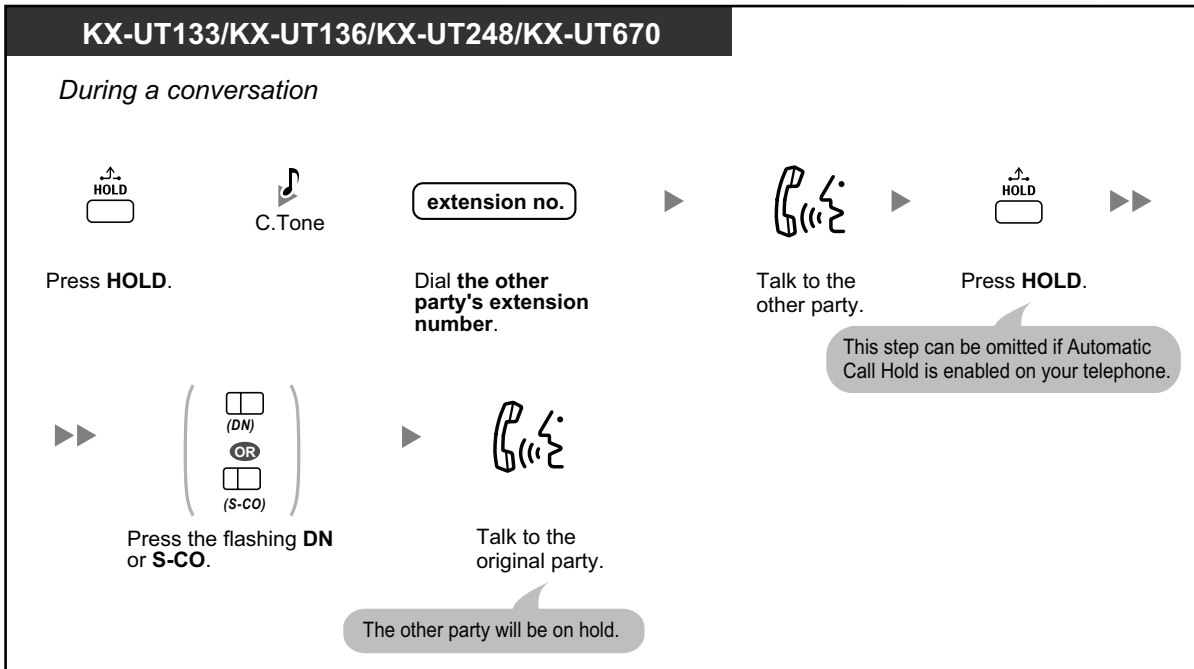 KX-UT133/KX-UT136/KX-UT248/KX-UT670
During a conversation
HOLD
C.Tone
extension no.
HOLD
Press HOLD.
Dial the other
party's extension
number.
Talk to the
other party.
Press HOLD.
This step can be omitted if Automatic
Call Hold is enabled on your telephone.
(DN)
OR
(S-CO)
Press the flashing DN
or S-CO.
Talk to the
original party.
The other party will be on hold.